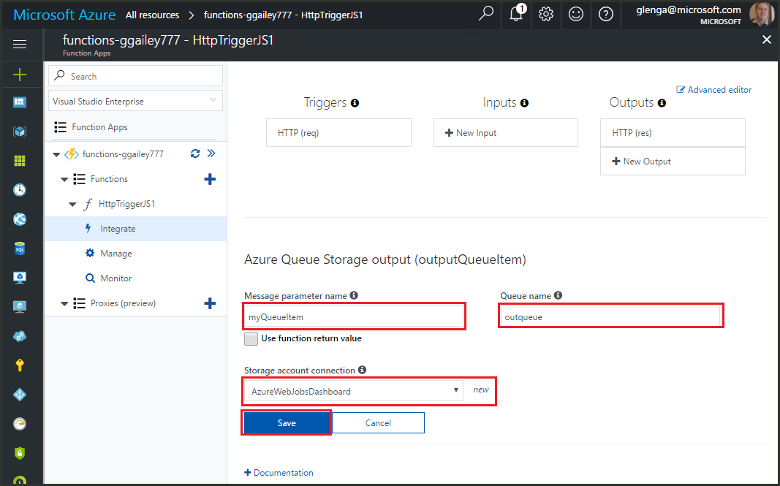 Microsoft Azure All resources > functions-ggailey777 - HttpTriggerJS1
1
glenga@microsoft.com
MICROSOFT
functions-ggailey777 - HttpTriggerJS1
Function Apps
Search
Visual Studio Enterprise
Function Apps
functions-ggailey777
Functions
HttpTriggerJS1
Integrate
Manage
Monitor
Proxies (preview)
Advanced editor
Triggers
Inputs
Outputs
HTTP (req)
New Input
HTTP (res)
New Output
Azure Queue Storage output (outputQueueItem)
Message parameter name
Queue name
myQueueItem
outqueue
Use function return value
Storage account connection
AzureWebJobsDashboard
new
Save
Cancel
Documentation